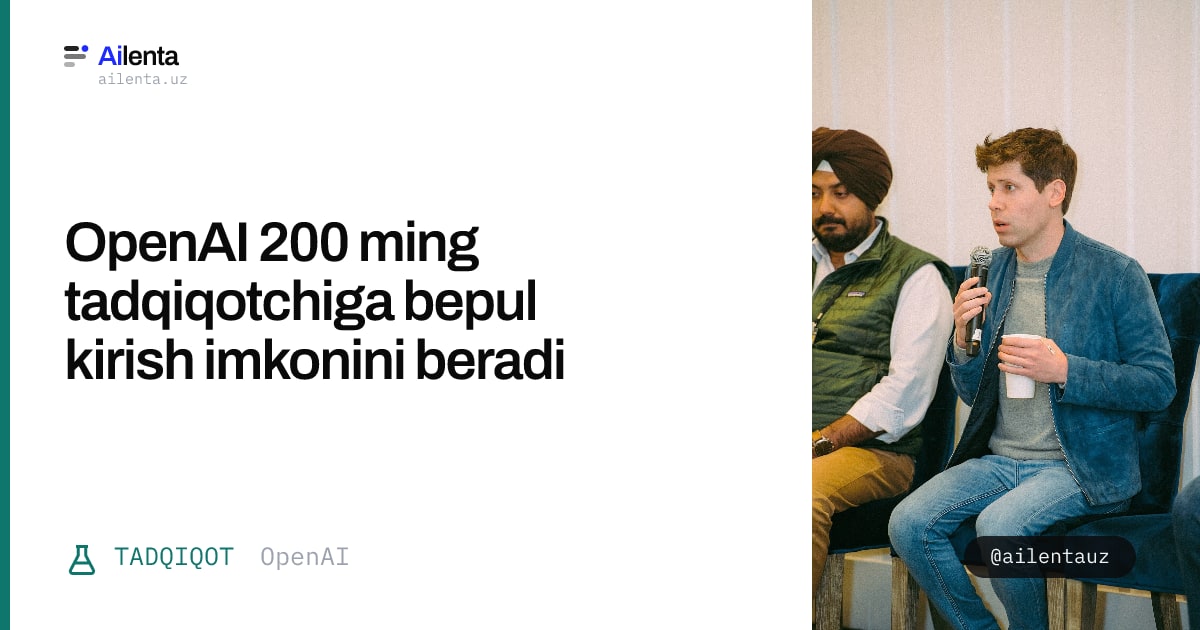 Ailenta
ailenta.uz
OpenAI 200 ming
tadqiqotchiga bepul
kirish imkonini beradi
TADQIQOT OpenAI
@ailentauz